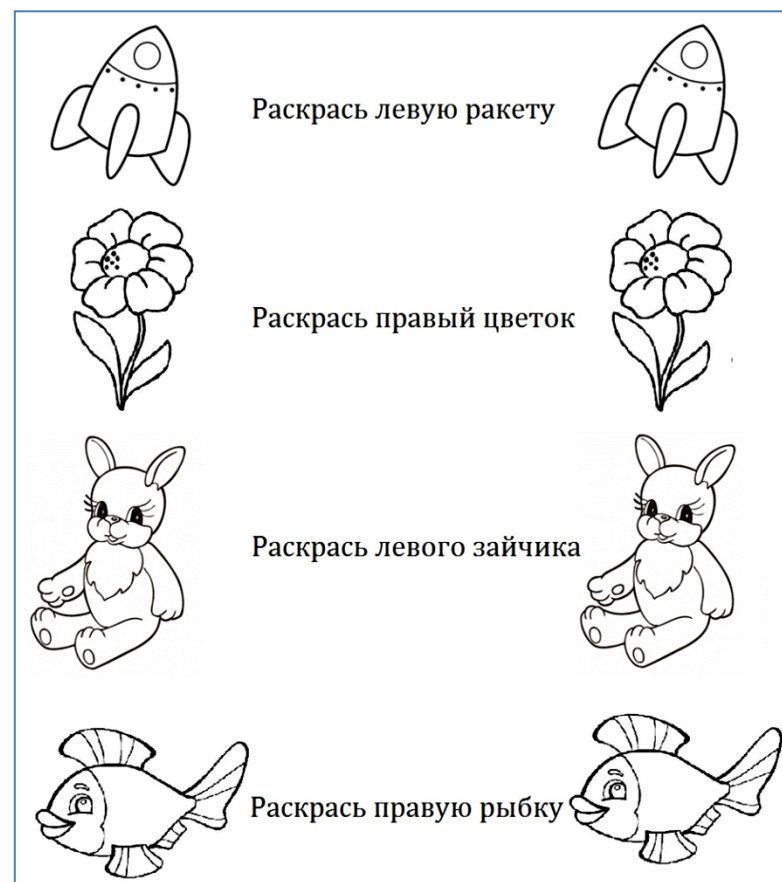 Раскрась левую ракету
Раскрась правый цветок
Раскрась левого зайчика
Раскрась правую рыбку